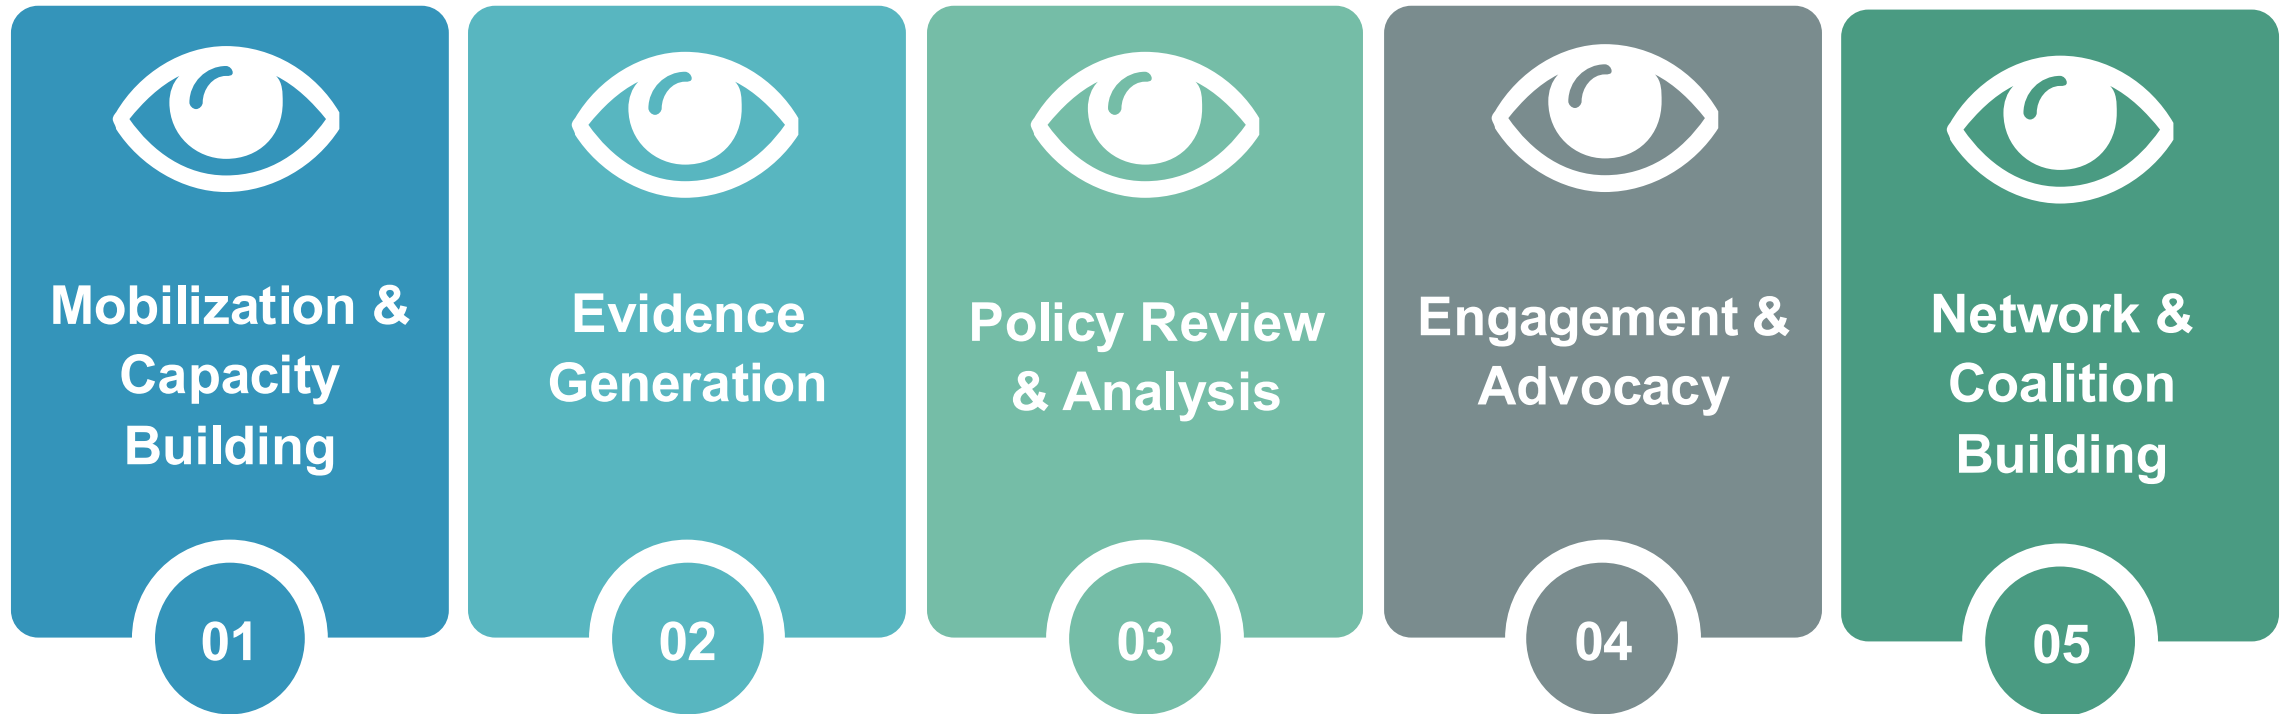 Mobilization &
Capacity
Building
01
Evidence
Generation
02
Policy Review
& Analysis
03
Engagement &
Advocacy
04
Network &
Coalition
Building
05